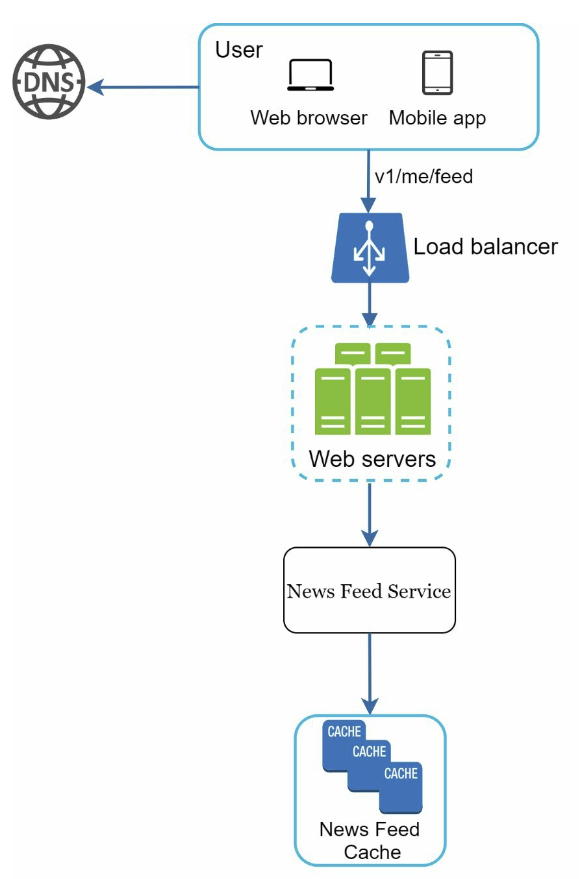 User
DNS
Web browser
Mobile app
v1/me/feed
Load balancer
Web servers
News Feed Service
CACHE
CACHE
CACHE
News Feed
Cache